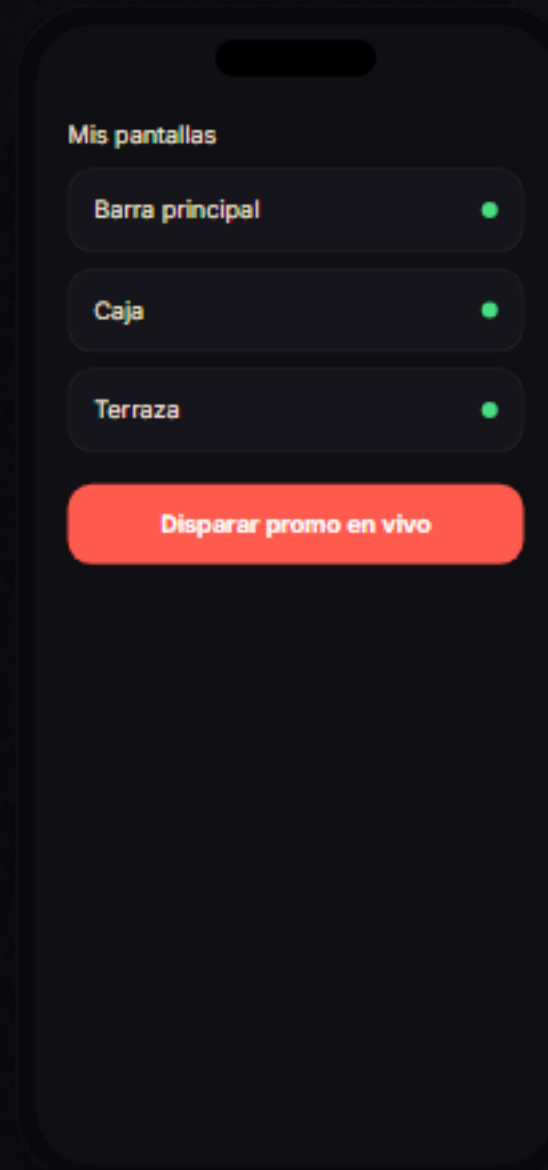 Mis pantallas
Barra principal
Caja
Terraza
Disparar promo en vivo